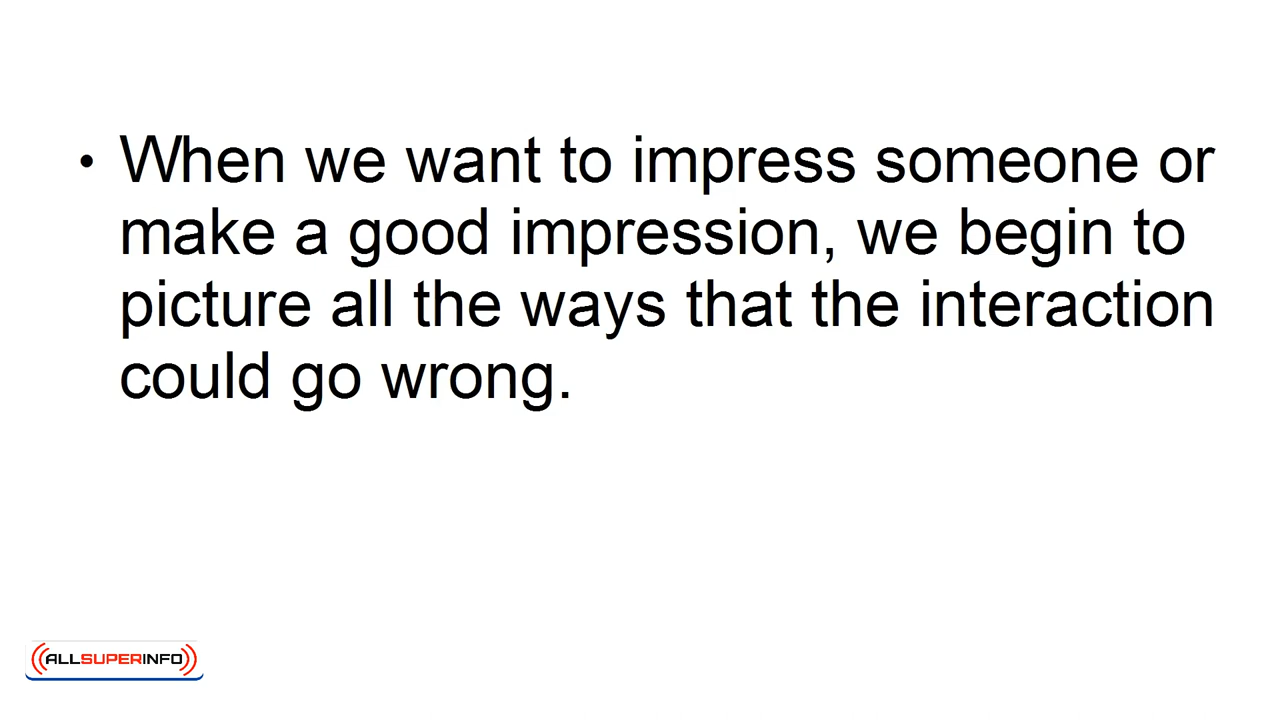 • When we want to impress someone or
make a good impression, we begin to
picture all the ways that the interaction
could go wrong.
ALLSUPERINFO